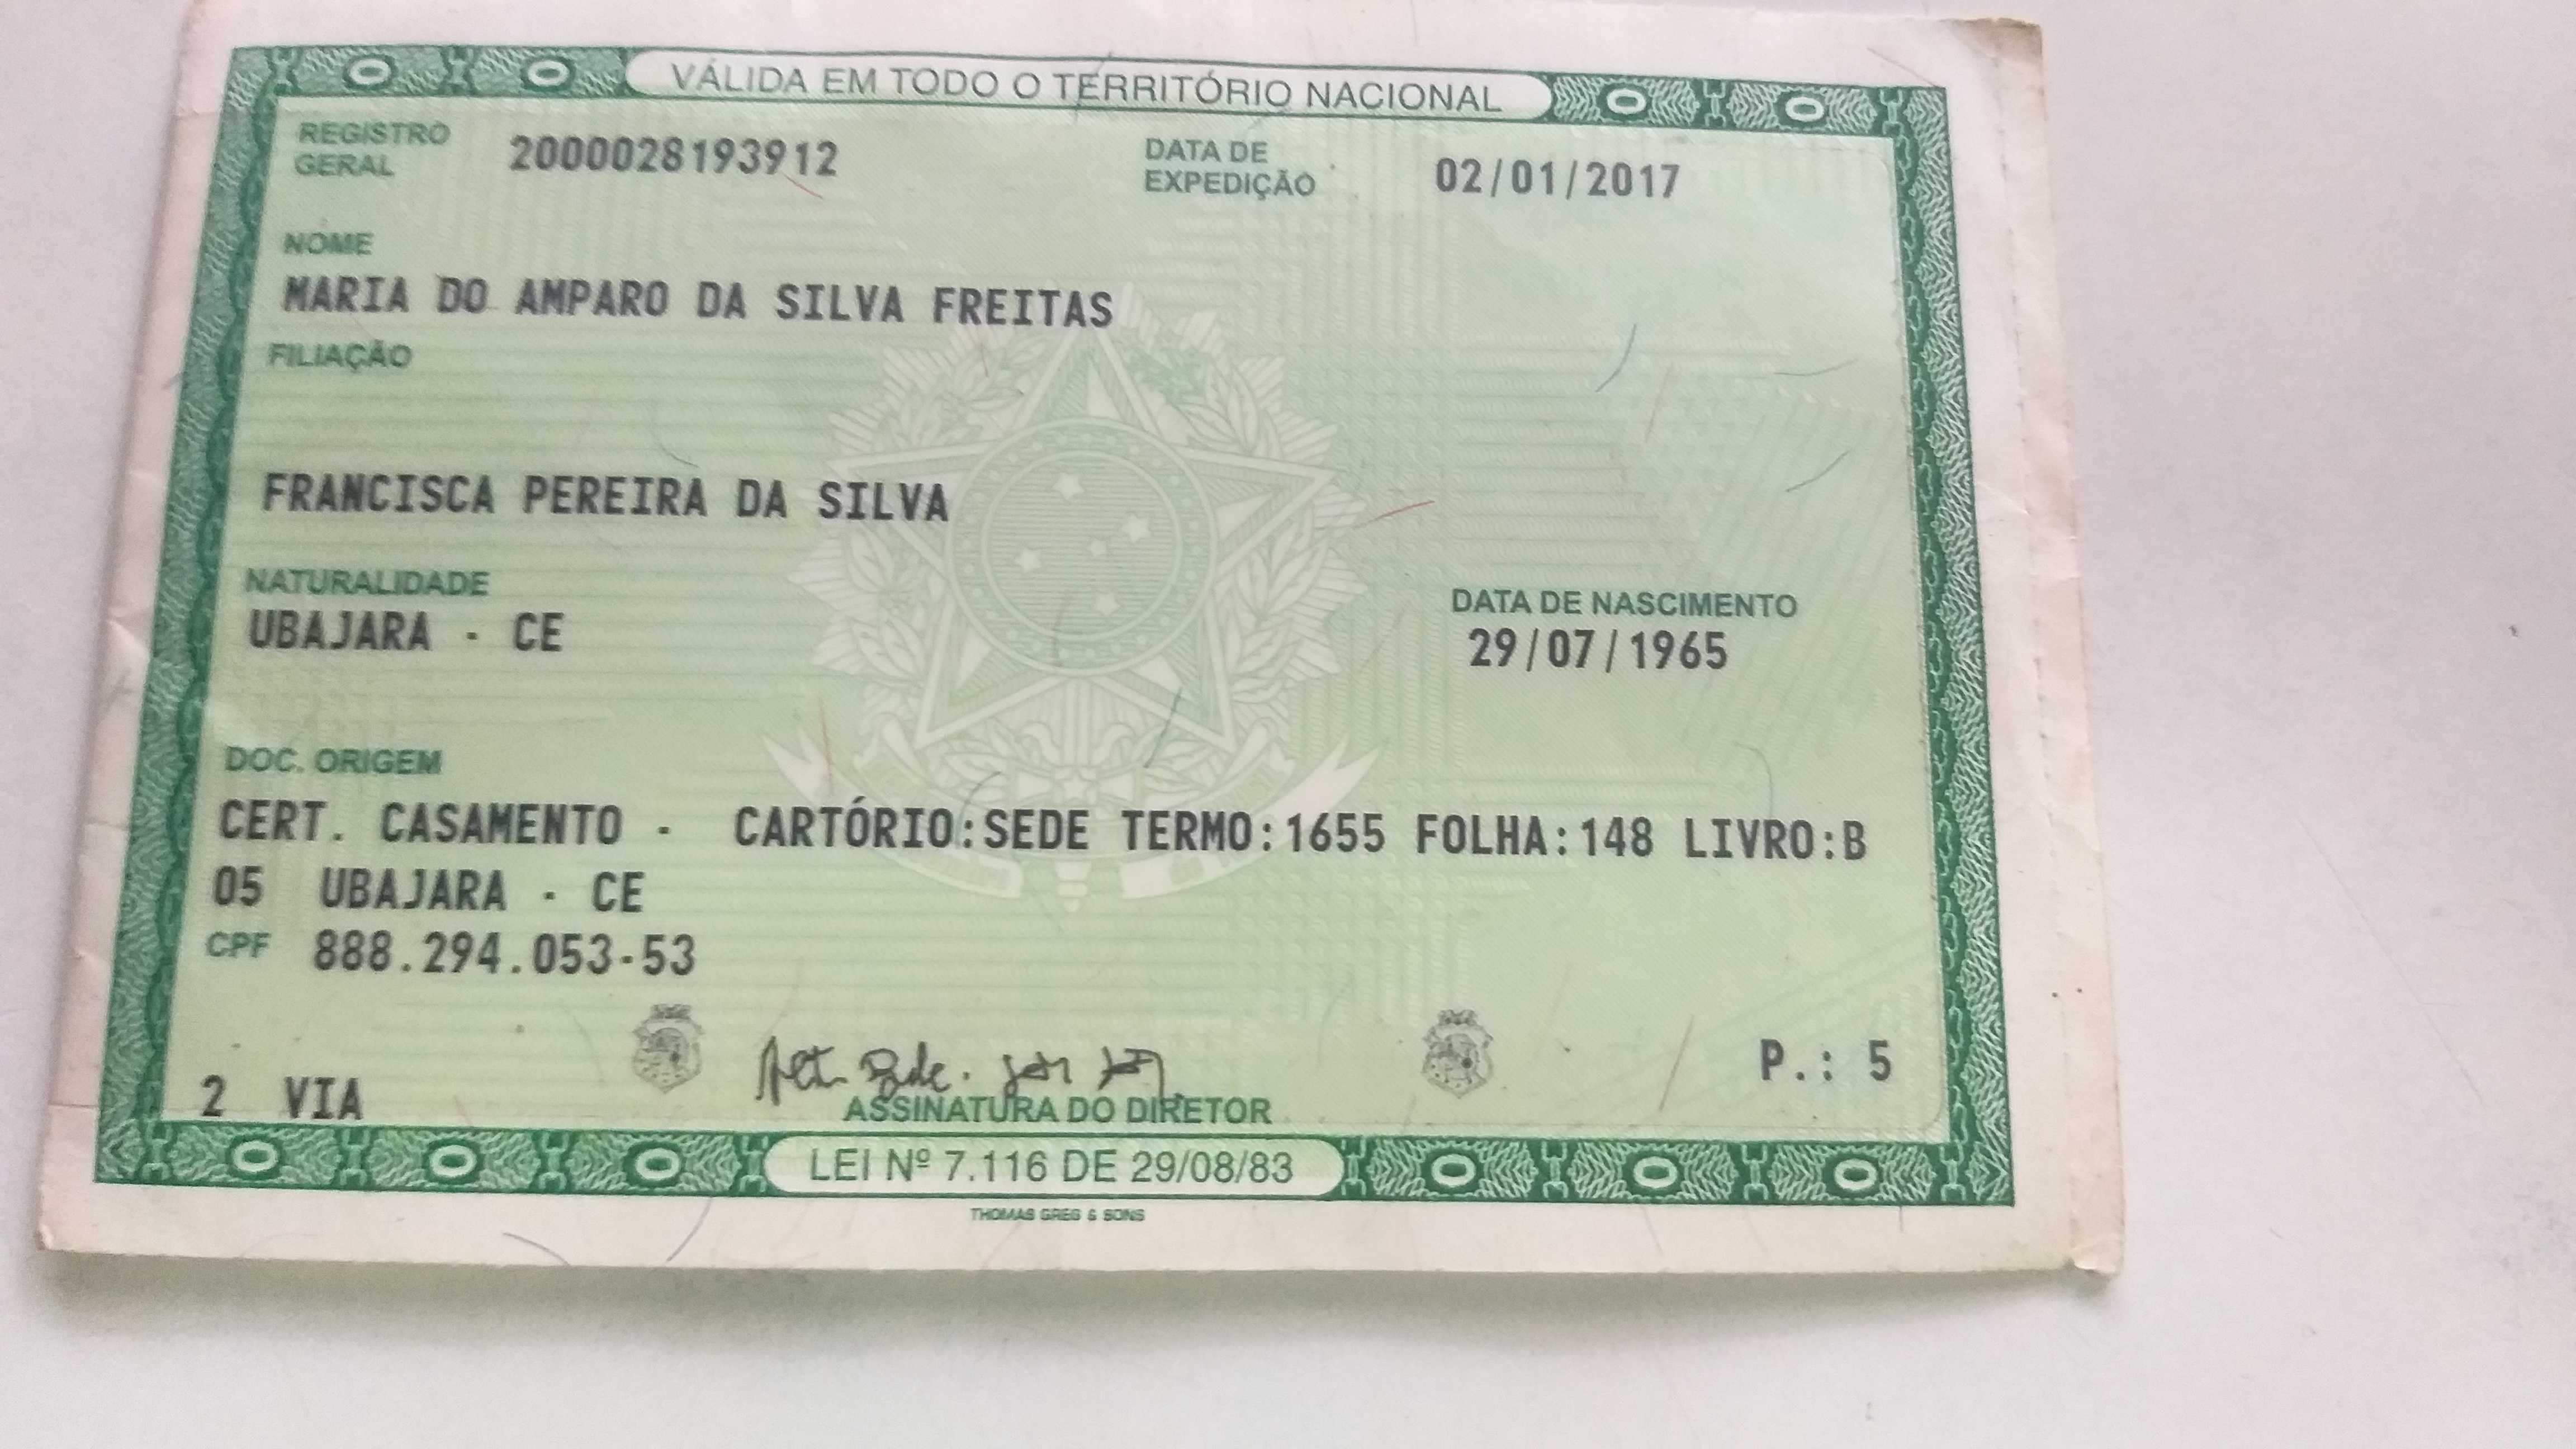 VÁLIDA EM TODO O TERRITÓRIO NACIONAL
REGISTRO GERAL 2000028193912 DATA DE EXPEDIÇÃO 02/01/2017
NOME
MARIA DO AMPARO DA SILVA FREITAS
FILIAÇÃO
FRANCISCA PEREIRA DA SILVA
NATURALIDADE
UBAJARA - CE
DATA DE NASCIMENTO
29/07/1965
DOC. ORIGEM
CERT. CASAMENTO - CARTÓRIO:SEDE TERMO:1655 FOLHA:148 LIVRO:B
05 UBAJARA - CE
CPF 888.294.053-53
2 VIA
P.: 5
ASSINATURA DO DIRETOR
LEI Nº 7.116 DE 29/08/83
THOMAS GREG & SONS